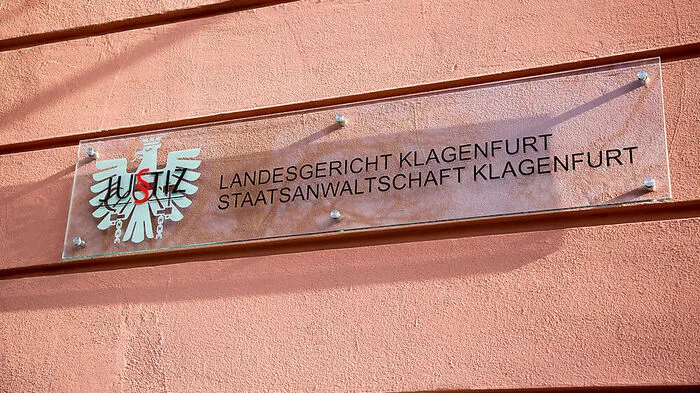 JUSTIZ
LANDESGERICHT KLAGENFURT
STAATSANWALTSCHAFT KLAGENFURT